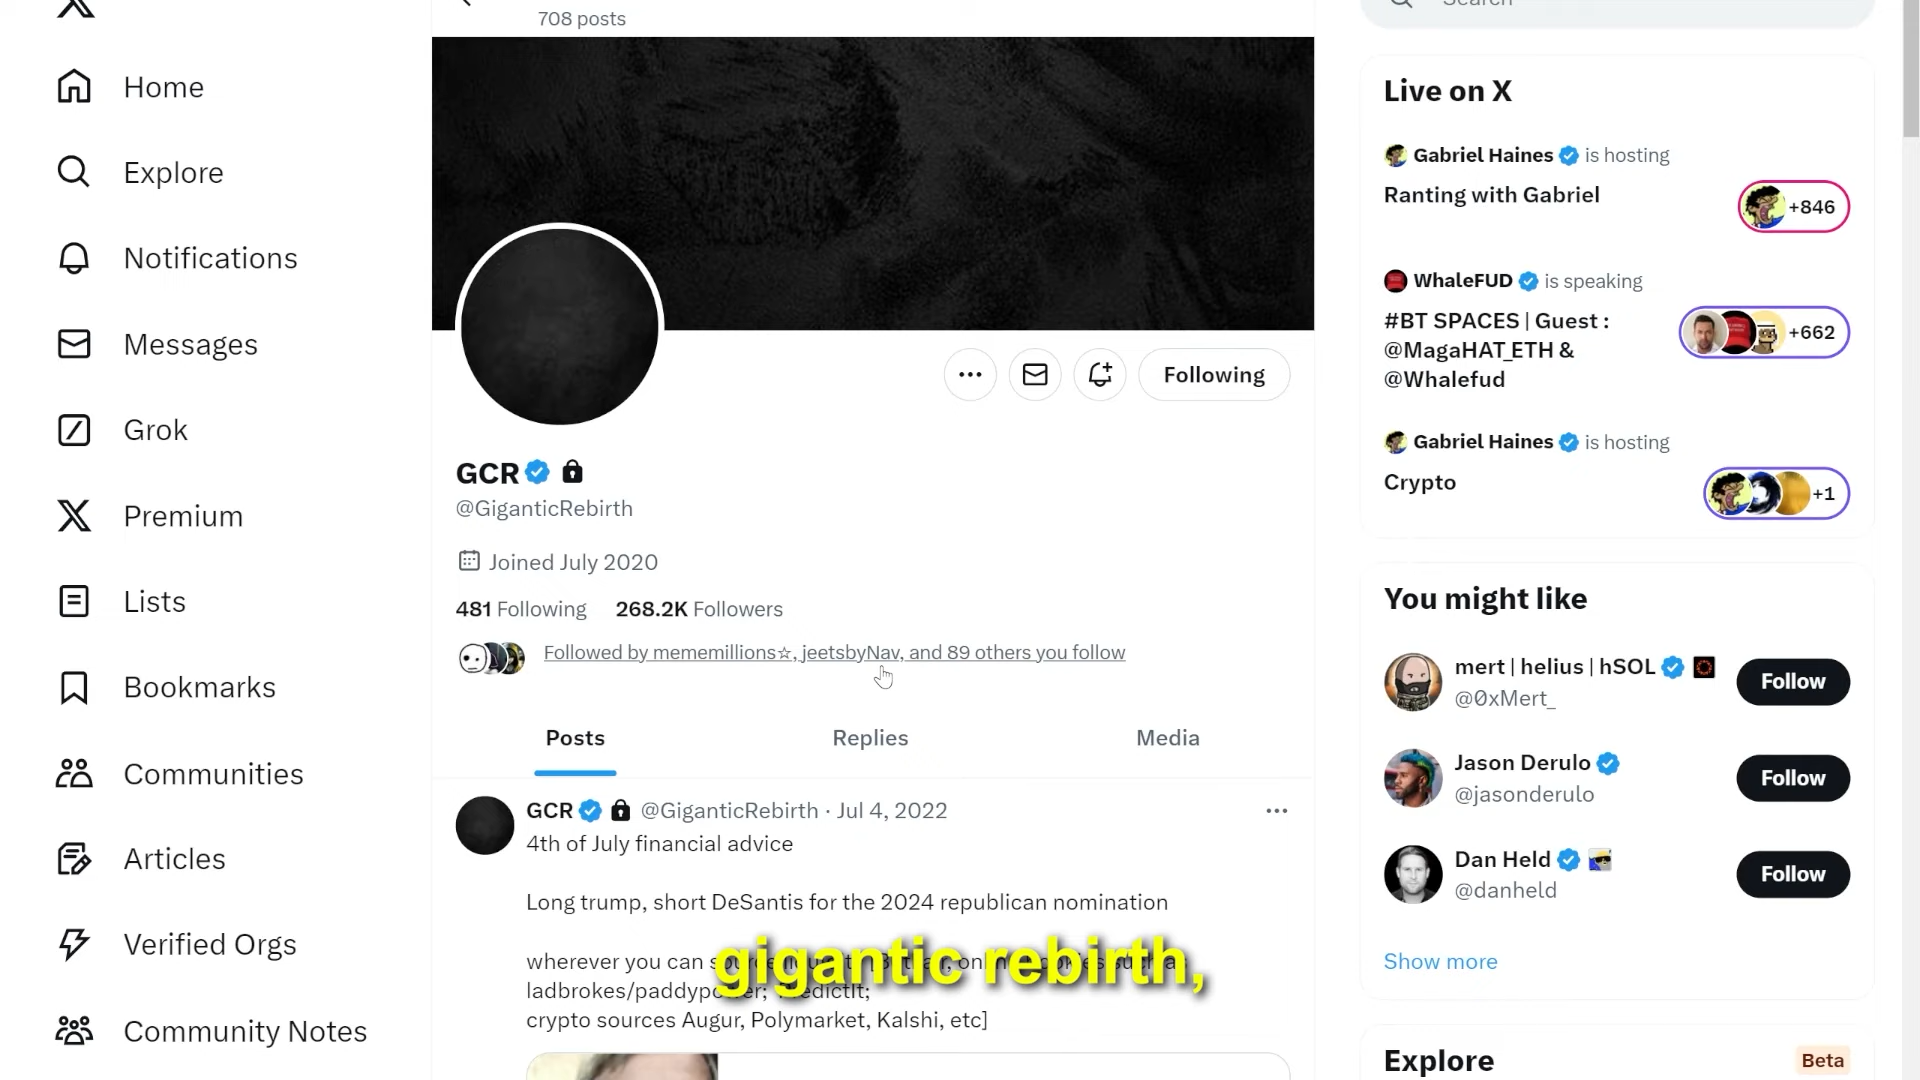 708 posts
Home
Explore
Notifications
Messages
Grok
Premium
Lists
Bookmarks
Communities
Articles
Verified Orgs
Community Notes
Following
GCR
@GiganticRebirth
Joined July 2020
481 Following 268.2K Followers
Followed by mememillions☆, jeetsbyNav, and 89 others you follow
Posts Replies Media
GCR @GiganticRebirth · Jul 4, 2022
4th of July financial advice
Long trump, short DeSantis for the 2024 republican nomination
wherever you can
crypto sources Augur, Polymarket, Kalshi, etc]
gigantic rebirth,
Search
Live on X
Gabriel Haines is hosting
Ranting with Gabriel
+846
WhaleFUD is speaking
#BT SPACES | Guest :
@MagaHAT_ETH &
@Whalefud
+662
Gabriel Haines is hosting
Crypto
+1
You might like
mert | helius | hSOL
@0xMert_
Follow
Jason Derulo
@jasonderulo
Follow
Dan Held
@danheld
Follow
Show more
Explore
Beta